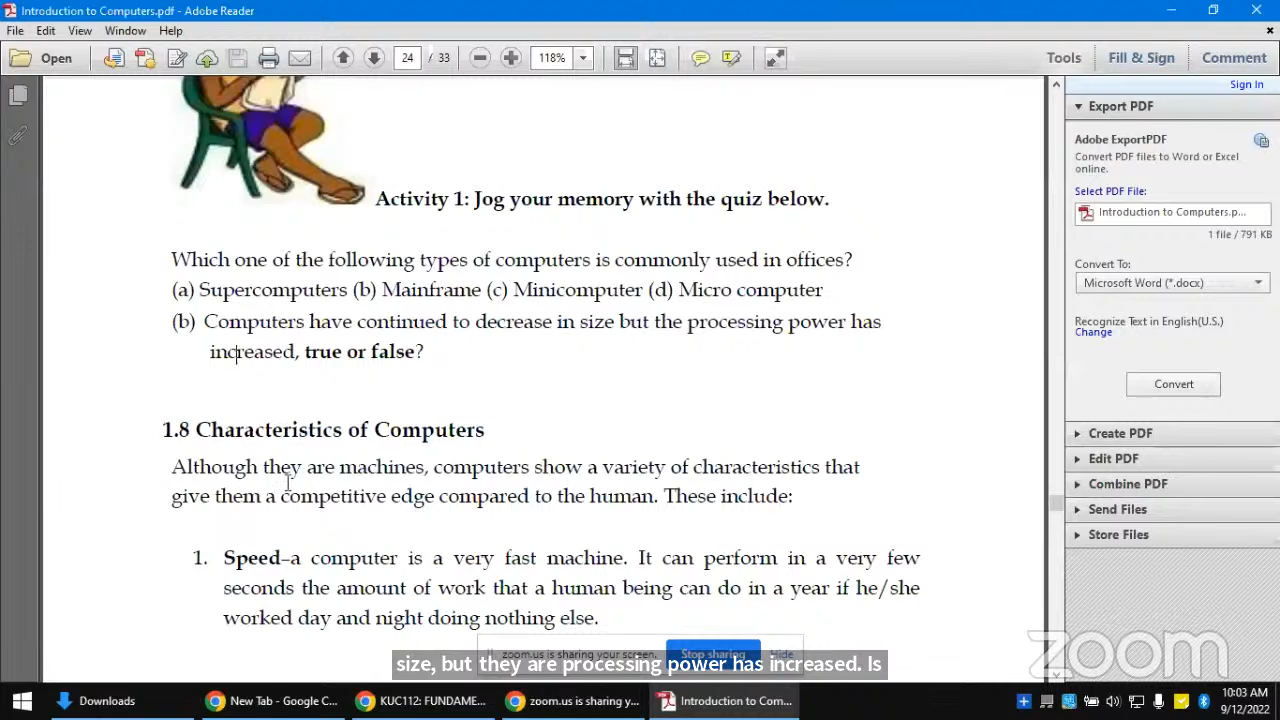 Introduction to Computers.pdf - Adobe Reader
File Edit View Window Help
Open 24 / 33 118% Tools Fill & Sign Comment
Sign In
Export PDF
Adobe ExportPDF
Convert PDF files to Word or Excel
online.
Select PDF File:
Introduction to Computers.p...
1 file / 791 KB
Convert To:
Microsoft Word (*.docx)
Recognize Text in English(U.S.)
Change
Convert
Create PDF
Edit PDF
Combine PDF
Send Files
Store Files
Activity 1: Jog your memory with the quiz below.
Which one of the following types of computers is commonly used in offices?
(a) Supercomputers (b) Mainframe (c) Minicomputer (d) Micro computer
(b) Computers have continued to decrease in size but the processing power has
increased, true or false?
1.8 Characteristics of Computers
Although they are machines, computers show a variety of characteristics that
give them a competitive edge compared to the human. These include:
1. Speed–a computer is a very fast machine. It can perform in a very few
seconds the amount of work that a human being can do in a year if he/she
worked day and night doing nothing else.
zoom.us is sharing your screen. Stop sharing Hide
size, but they are processing power has increased. Is
zoom
Downloads
New Tab - Google C...
KUC112: FUNDAME...
zoom.us is sharing y...
Introduction to Com...
10:03 AM
9/12/2022